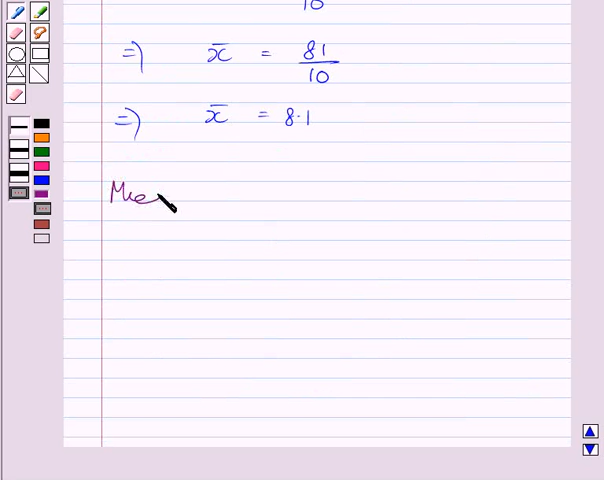 10
⇒ x̄ = 81/10
⇒ x̄ = 8·1
Me